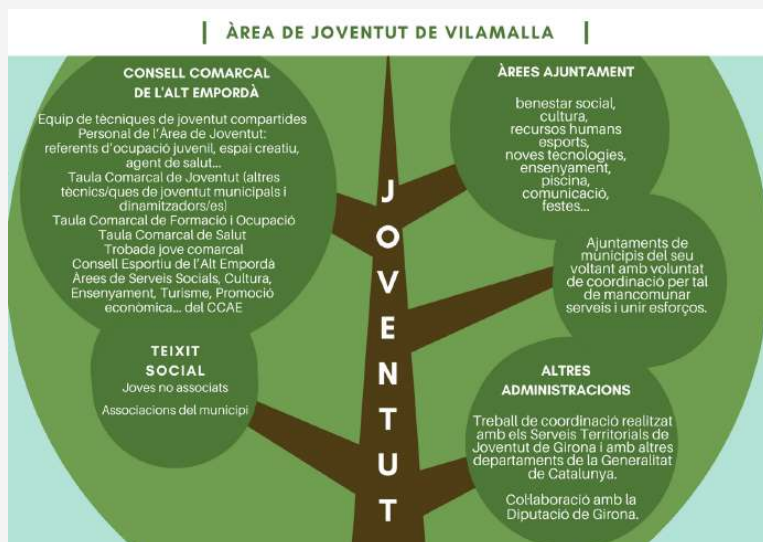 ÀREA DE JOVENTUT DE VILAMALLA
CONSELL COMARCAL
DE L'ALT EMPORDÀ
Equip de tècniques de joventut compartides
Personal de l'Àrea de Joventut:
referents d'ocupació juvenil, espai creatiu,
agent de salut...
Taula Comarcal de Joventut (altres
tècnics/ques de joventut municipals i
dinamitzadors/es)
Taula Comarcal de Formació i Ocupació
Taula Comarcal de Salut
Trobada jove comarcal
Consell Esportiu de l'Alt Empordà
Àrees de Serveis Socials, Cultura,
Ensenyament, Turisme, Promoció
econòmica... del CCAE
TEIXIT
SOCIAL
Joves no associats
Associacions del municipi
JOVENTUT
ÀREES AJUNTAMENT
benestar social,
cultura,
recursos humans
esports,
noves tecnologies,
ensenyament,
piscina,
comunicació,
festes...
Ajuntaments de
municipis del seu
voltant amb voluntat
de coordinació per tal
de mancomunar
serveis i unir esforços.
ALTRES
ADMINISTRACIONS
Treball de coordinació realitzat
amb els Serveis Territorials de
Joventut de Girona i amb altres
departaments de la Generalitat
de Catalunya.
Col·laboració amb la
Diputació de Girona.